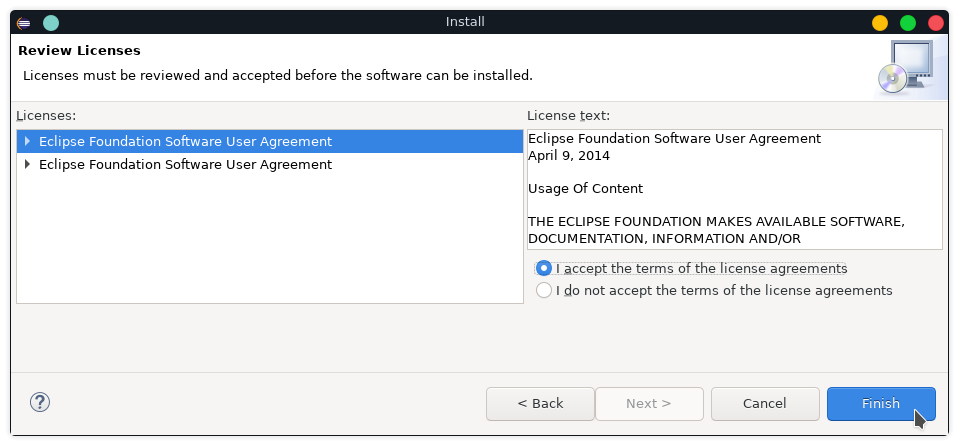 Install
Review Licenses
Licenses must be reviewed and accepted before the software can be installed.
Licenses:
Eclipse Foundation Software User Agreement
Eclipse Foundation Software User Agreement
License text:
Eclipse Foundation Software User Agreement
April 9, 2014
Usage Of Content
THE ECLIPSE FOUNDATION MAKES AVAILABLE SOFTWARE,
DOCUMENTATION, INFORMATION AND/OR
I accept the terms of the license agreements
I do not accept the terms of the license agreements
?
< Back
Next >
Cancel
Finish